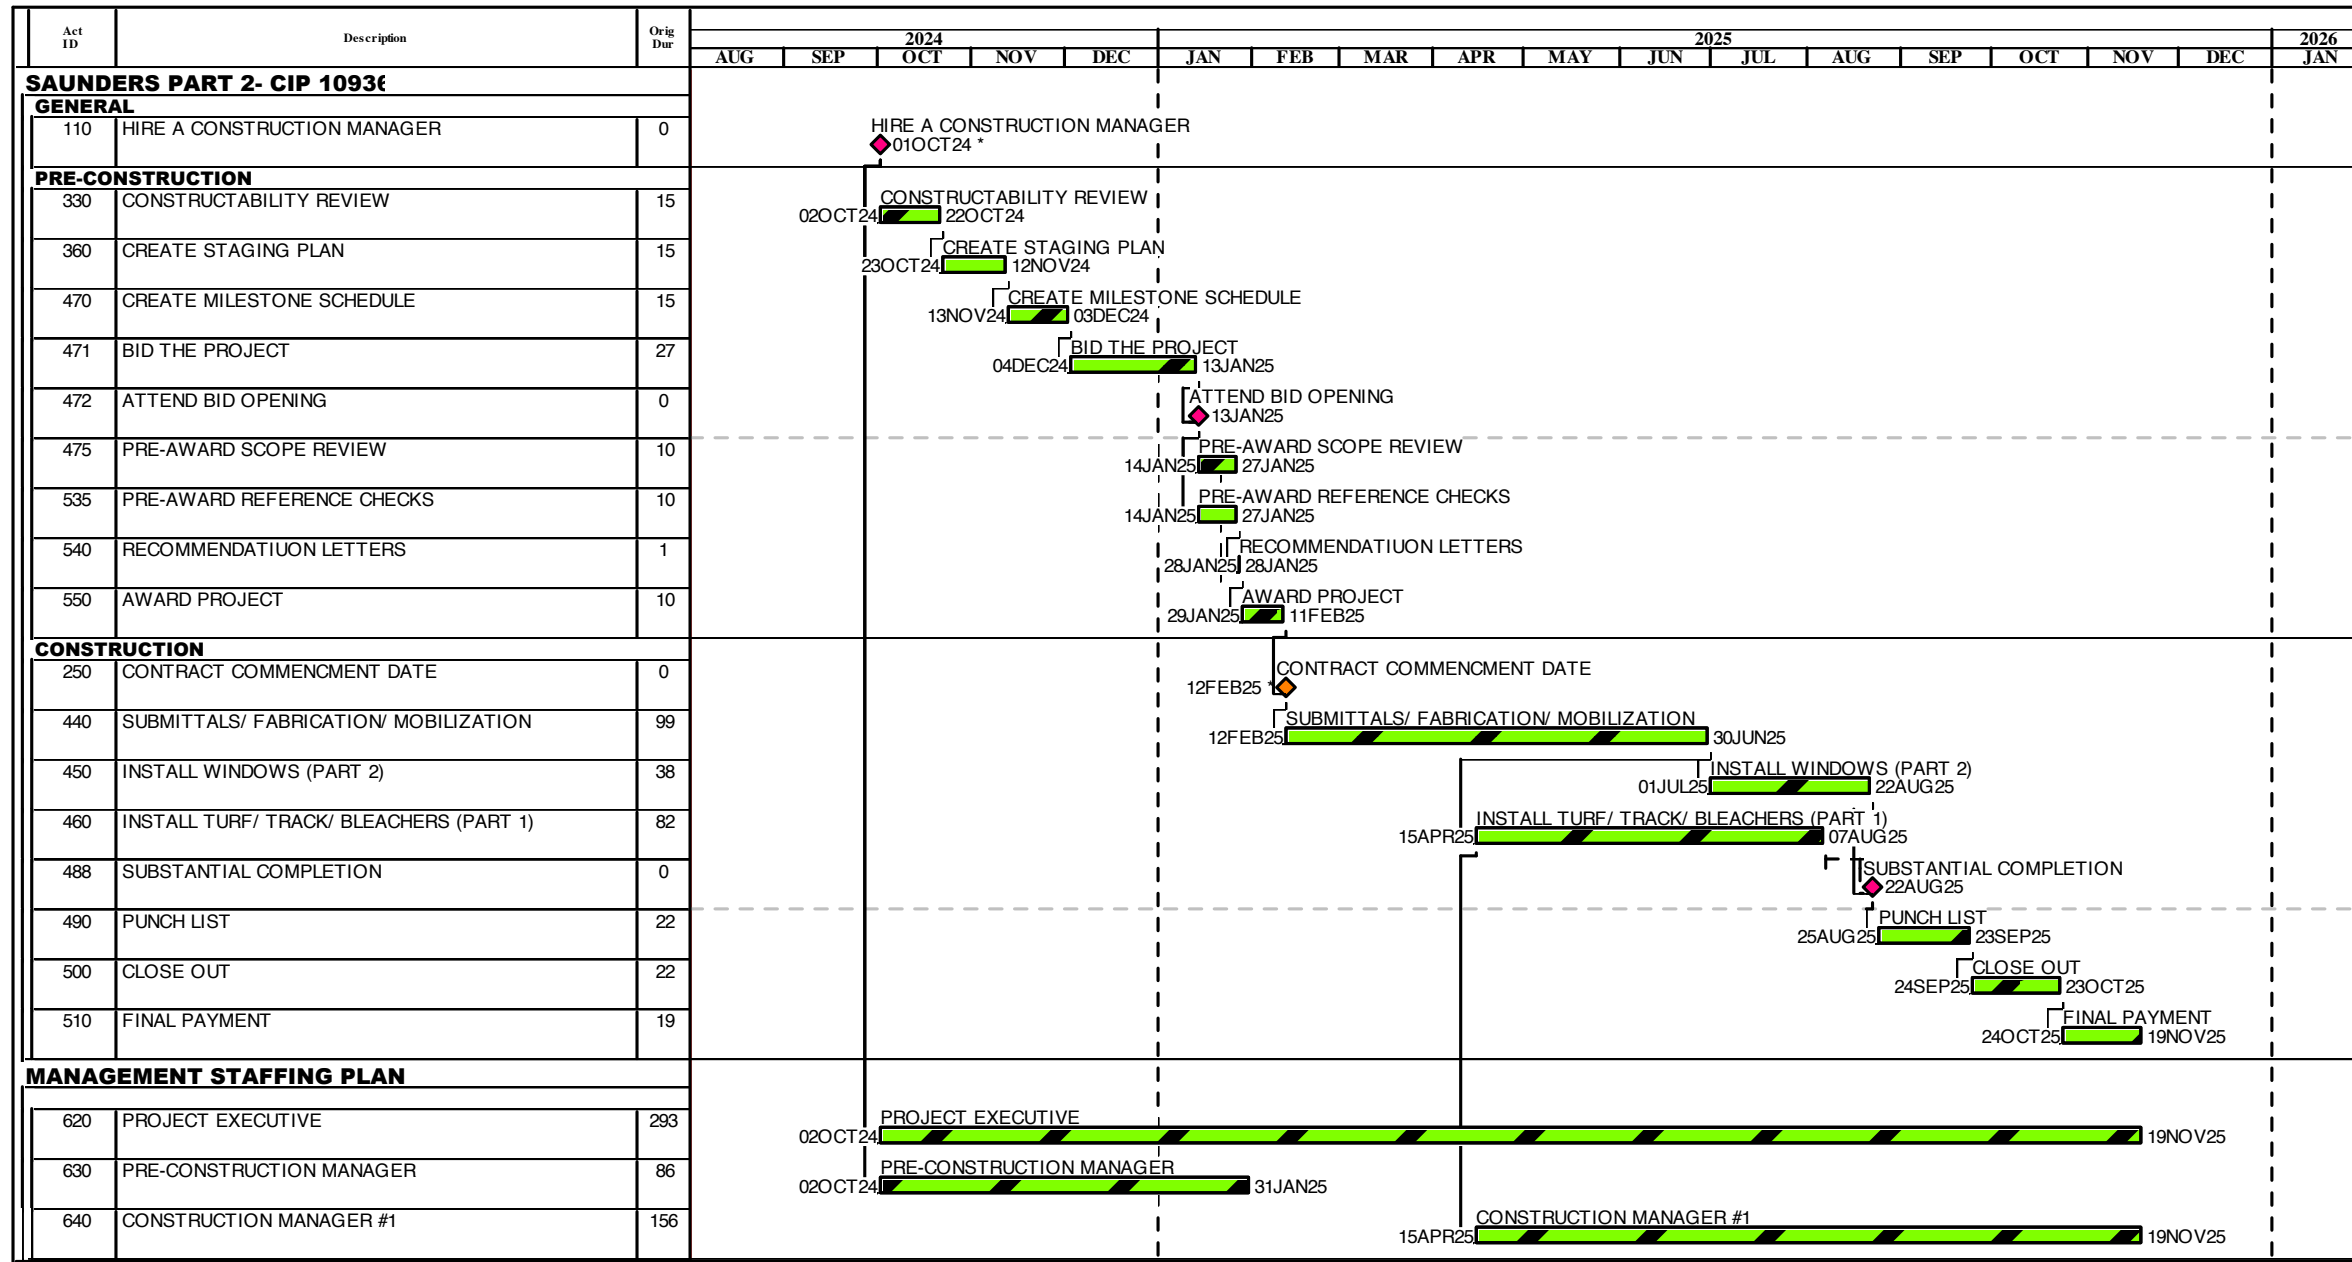 Act ID Description Orig Dur
2024 2025 2026
AUG SEP OCT NOV DEC JAN FEB MAR APR MAY JUN JUL AUG SEP OCT NOV DEC JAN
SAUNDERS PART 2- CIP 10936
GENERAL
110 HIRE A CONSTRUCTION MANAGER 0 HIRE A CONSTRUCTION MANAGER
01OCT24 *
PRE-CONSTRUCTION
330 CONSTRUCTABILITY REVIEW 15 CONSTRUCTABILITY REVIEW
02OCT24 22OCT24
360 CREATE STAGING PLAN 15 CREATE STAGING PLAN
23OCT24 12NOV24
470 CREATE MILESTONE SCHEDULE 15 CREATE MILESTONE SCHEDULE
13NOV24 03DEC24
471 BID THE PROJECT 27 BID THE PROJECT
04DEC24 13JAN25
472 ATTEND BID OPENING 0 ATTEND BID OPENING
13JAN25
475 PRE-AWARD SCOPE REVIEW 10 PRE-AWARD SCOPE REVIEW
14JAN25 27JAN25
535 PRE-AWARD REFERENCE CHECKS 10 PRE-AWARD REFERENCE CHECKS
14JAN25 27JAN25
540 RECOMMENDATIUON LETTERS 1 RECOMMENDATIUON LETTERS
28JAN25 28JAN25
550 AWARD PROJECT 10 AWARD PROJECT
29JAN25 11FEB25
CONSTRUCTION
250 CONTRACT COMMENCMENT DATE 0 CONTRACT COMMENCMENT DATE
12FEB25 *
440 SUBMITTALS/ FABRICATION/ MOBILIZATION 99 SUBMITTALS/ FABRICATION/ MOBILIZATION
12FEB25 30JUN25
450 INSTALL WINDOWS (PART 2) 38 INSTALL WINDOWS (PART 2)
01JUL25 22AUG25
460 INSTALL TURF/ TRACK/ BLEACHERS (PART 1) 82 INSTALL TURF/ TRACK/ BLEACHERS (PART 1)
15APR25 07AUG25
488 SUBSTANTIAL COMPLETION 0 SUBSTANTIAL COMPLETION
22AUG25
490 PUNCH LIST 22 PUNCH LIST
25AUG25 23SEP25
500 CLOSE OUT 22 CLOSE OUT
24SEP25 23OCT25
510 FINAL PAYMENT 19 FINAL PAYMENT
24OCT25 19NOV25
MANAGEMENT STAFFING PLAN
620 PROJECT EXECUTIVE 293 PROJECT EXECUTIVE
02OCT24 19NOV25
630 PRE-CONSTRUCTION MANAGER 86 PRE-CONSTRUCTION MANAGER
02OCT24 31JAN25
640 CONSTRUCTION MANAGER #1 156 CONSTRUCTION MANAGER #1
15APR25 19NOV25